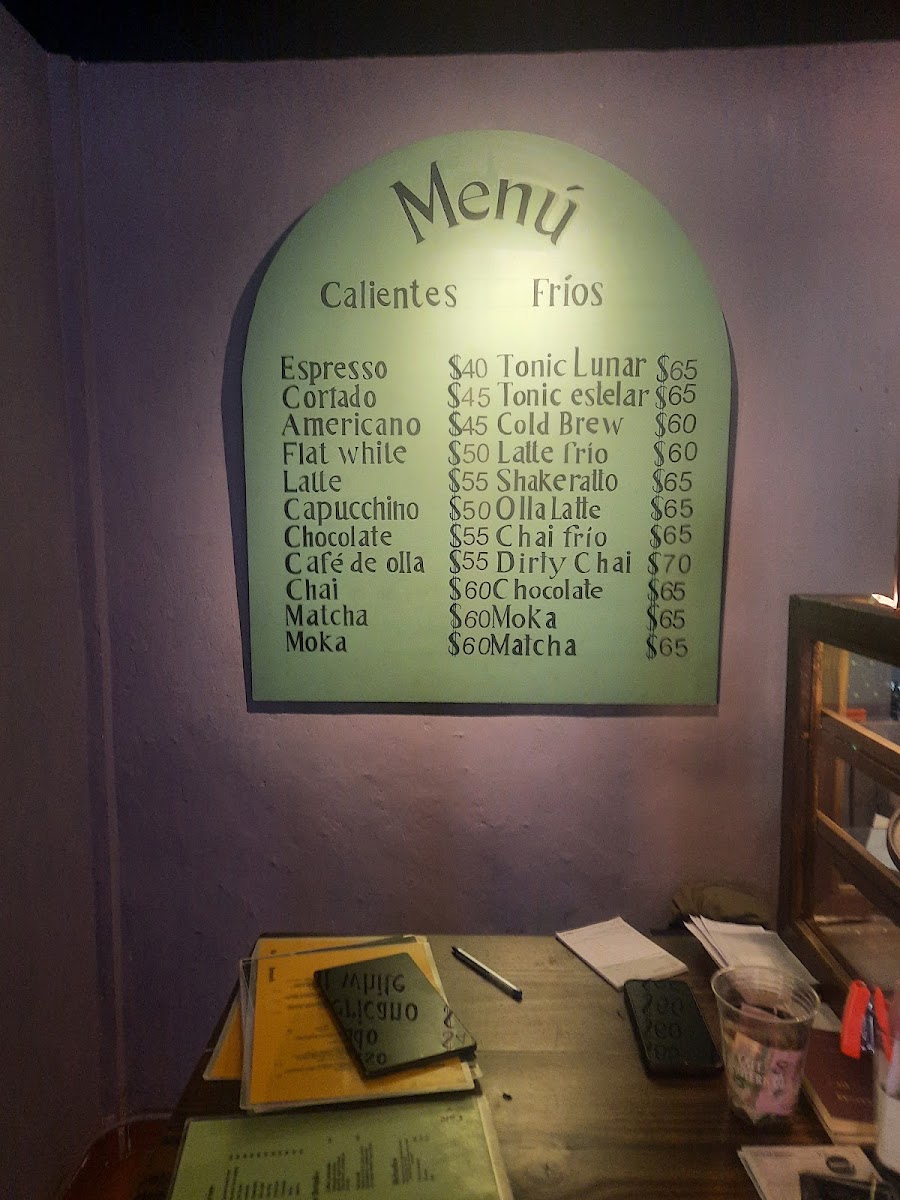 Menú
Calientes Fríos
Espresso $40 Tonic Lunar $65
Cortado $45 Tonic estelar $65
Americano $45 Cold Brew $60
Flat white $50 Latte frío $60
Latte $55 Shakeratto $65
Capucchino $50 Olla Latte $65
Chocolate $55 Chai frío $65
Café de olla $55 Dirty Chai $70
Chai $60 Chocolate $65
Matcha $60 Moka $65
Moka $60 Matcha $65